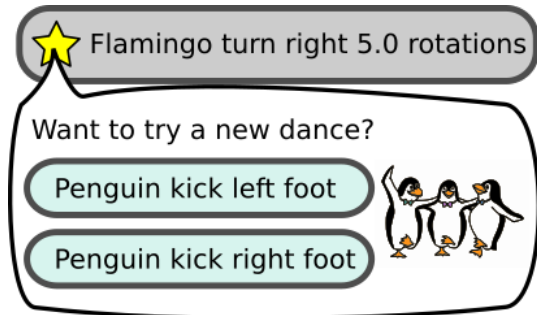 Flamingo turn right 5.0 rotations
Want to try a new dance?
Penguin kick left foot
Penguin kick right foot